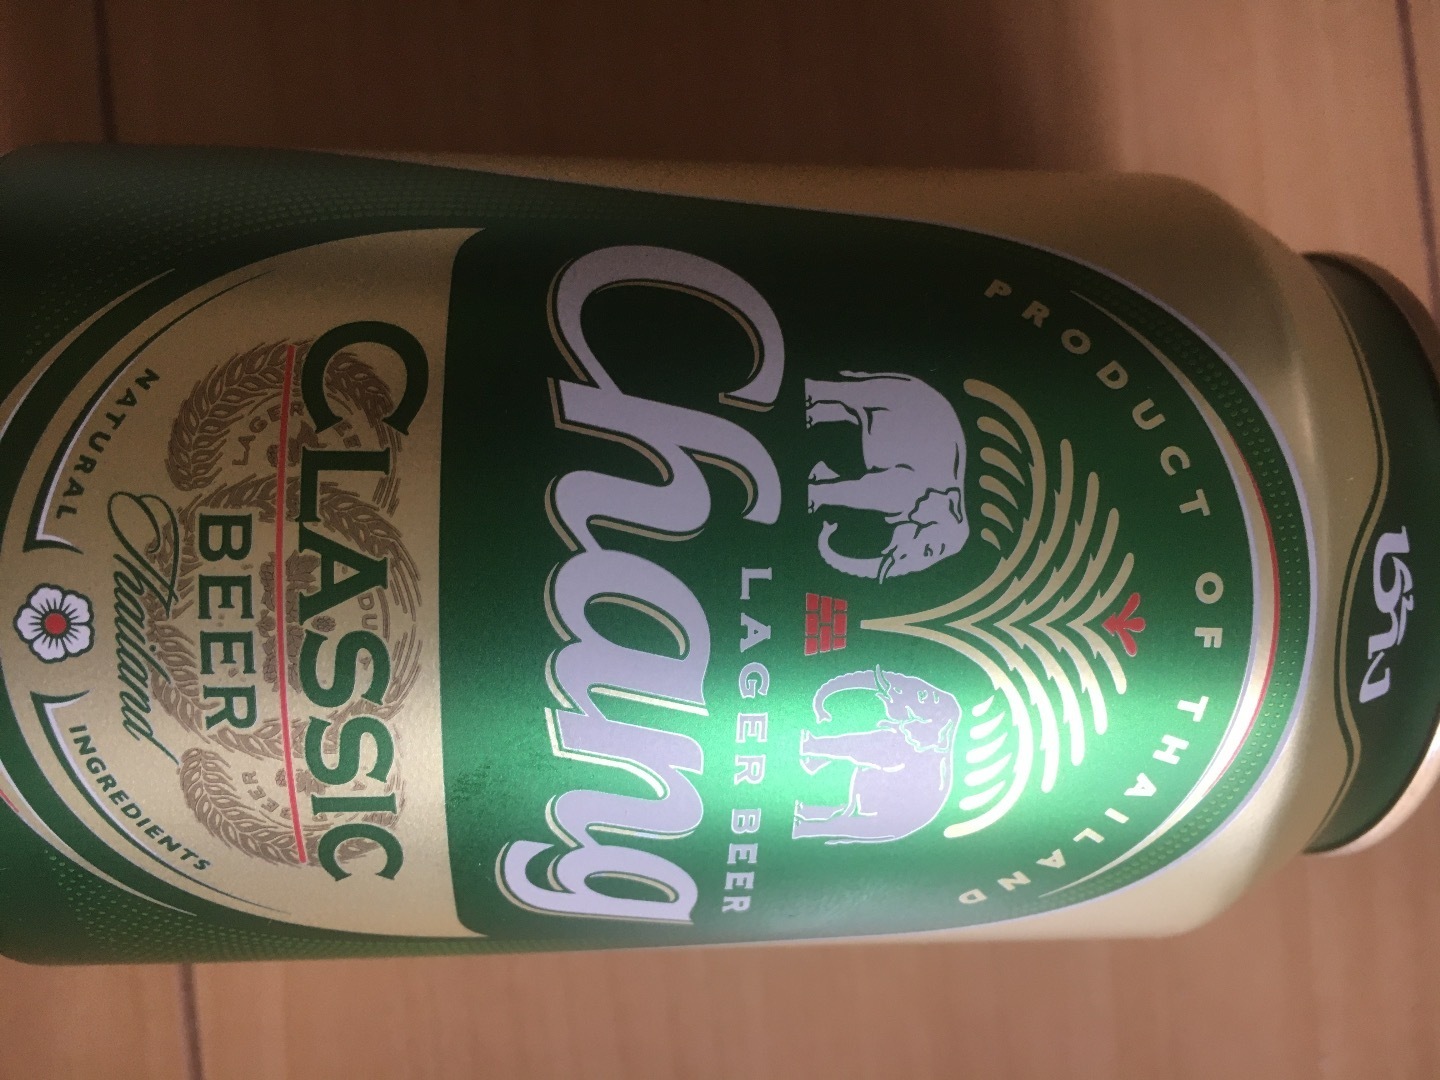 ช้าง
PRODUCT OF THAILAND
LAGER BEER
Chang
CLASSIC
BEER
Thailand
NATURAL INGREDIENTS